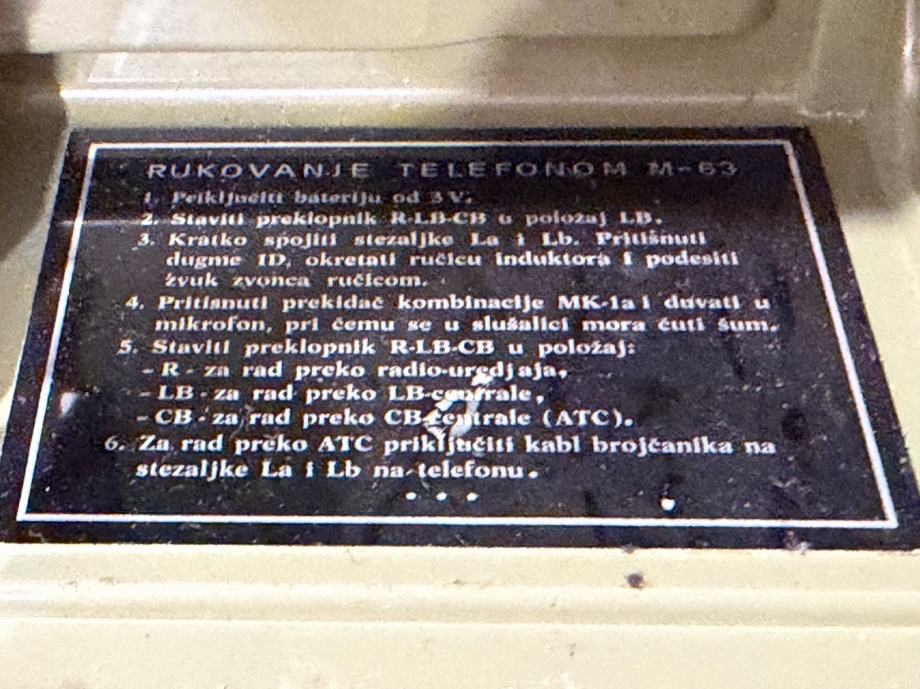 RUKOVANJE TELEFONOM M-63
1. Priključiti bateriju od 3 V.
2. Staviti preklopnik R-LB-CB u položaj LB.
3. Kratko spojiti stezaljke La i Lb. Pritisnuti
dugme ID, okretati ručicu induktora i podesiti
zvuk zvonca ručicom.
4. Pritisnuti prekidač kombinacije MK-1a i duvati u
mikrofon, pri čemu se u slušalici mora čuti šum.
5. Staviti preklopnik R-LB-CB u položaj:
- R - za rad preko radio-uredjaja,
- LB - za rad preko LB-centrale,
- CB - za rad preko CB-centrale (ATC).
6. Za rad preko ATC priključiti kabl brojčanika na
stezaljke La i Lb na telefonu.